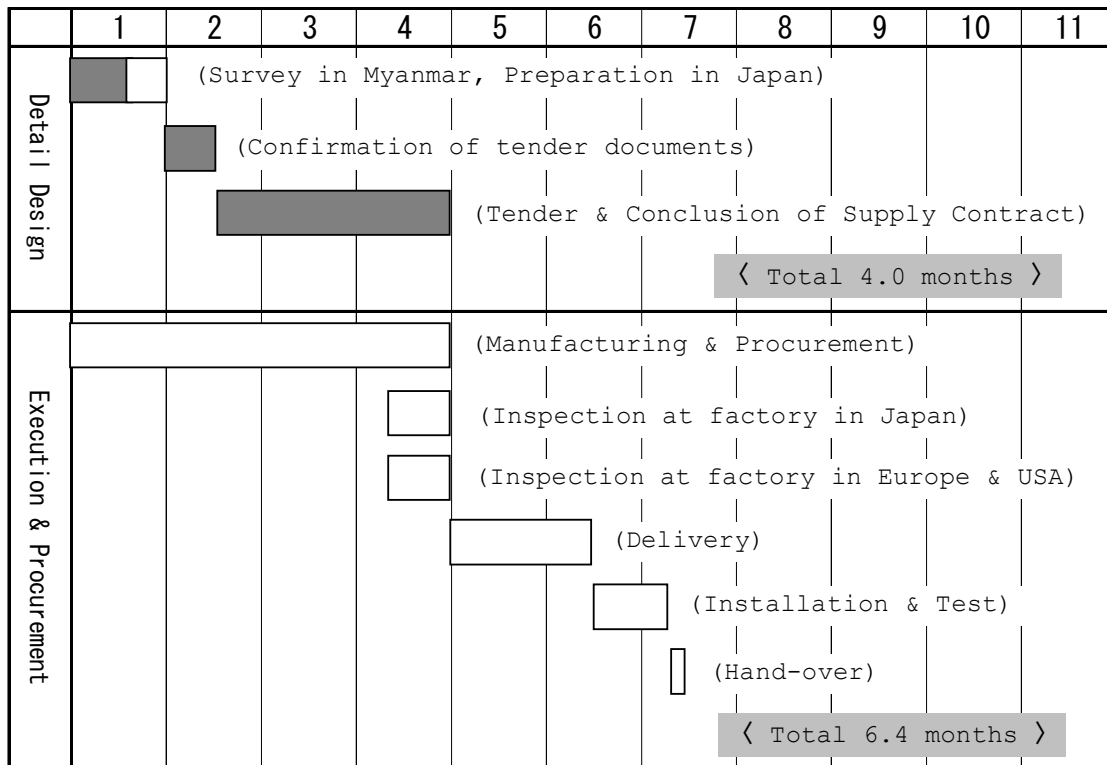 1 2 3 4 5 6 7 8 9 10 11
Detail Design
(Survey in Myanmar, Preparation in Japan)
(Confirmation of tender documents)
(Tender & Conclusion of Supply Contract)
〈 Total 4.0 months 〉
Execution & Procurement
(Manufacturing & Procurement)
(Inspection at factory in Japan)
(Inspection at factory in Europe & USA)
(Delivery)
(Installation & Test)
(Hand-over)
〈 Total 6.4 months 〉